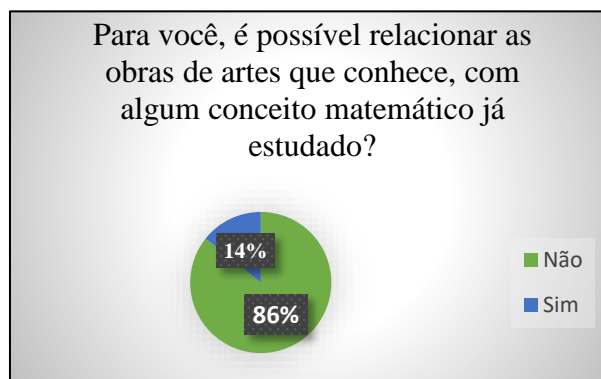 Para você, é possível relacionar as
obras de artes que conhece, com
algum conceito matemático já
estudado?
14%
86%
Não
Sim